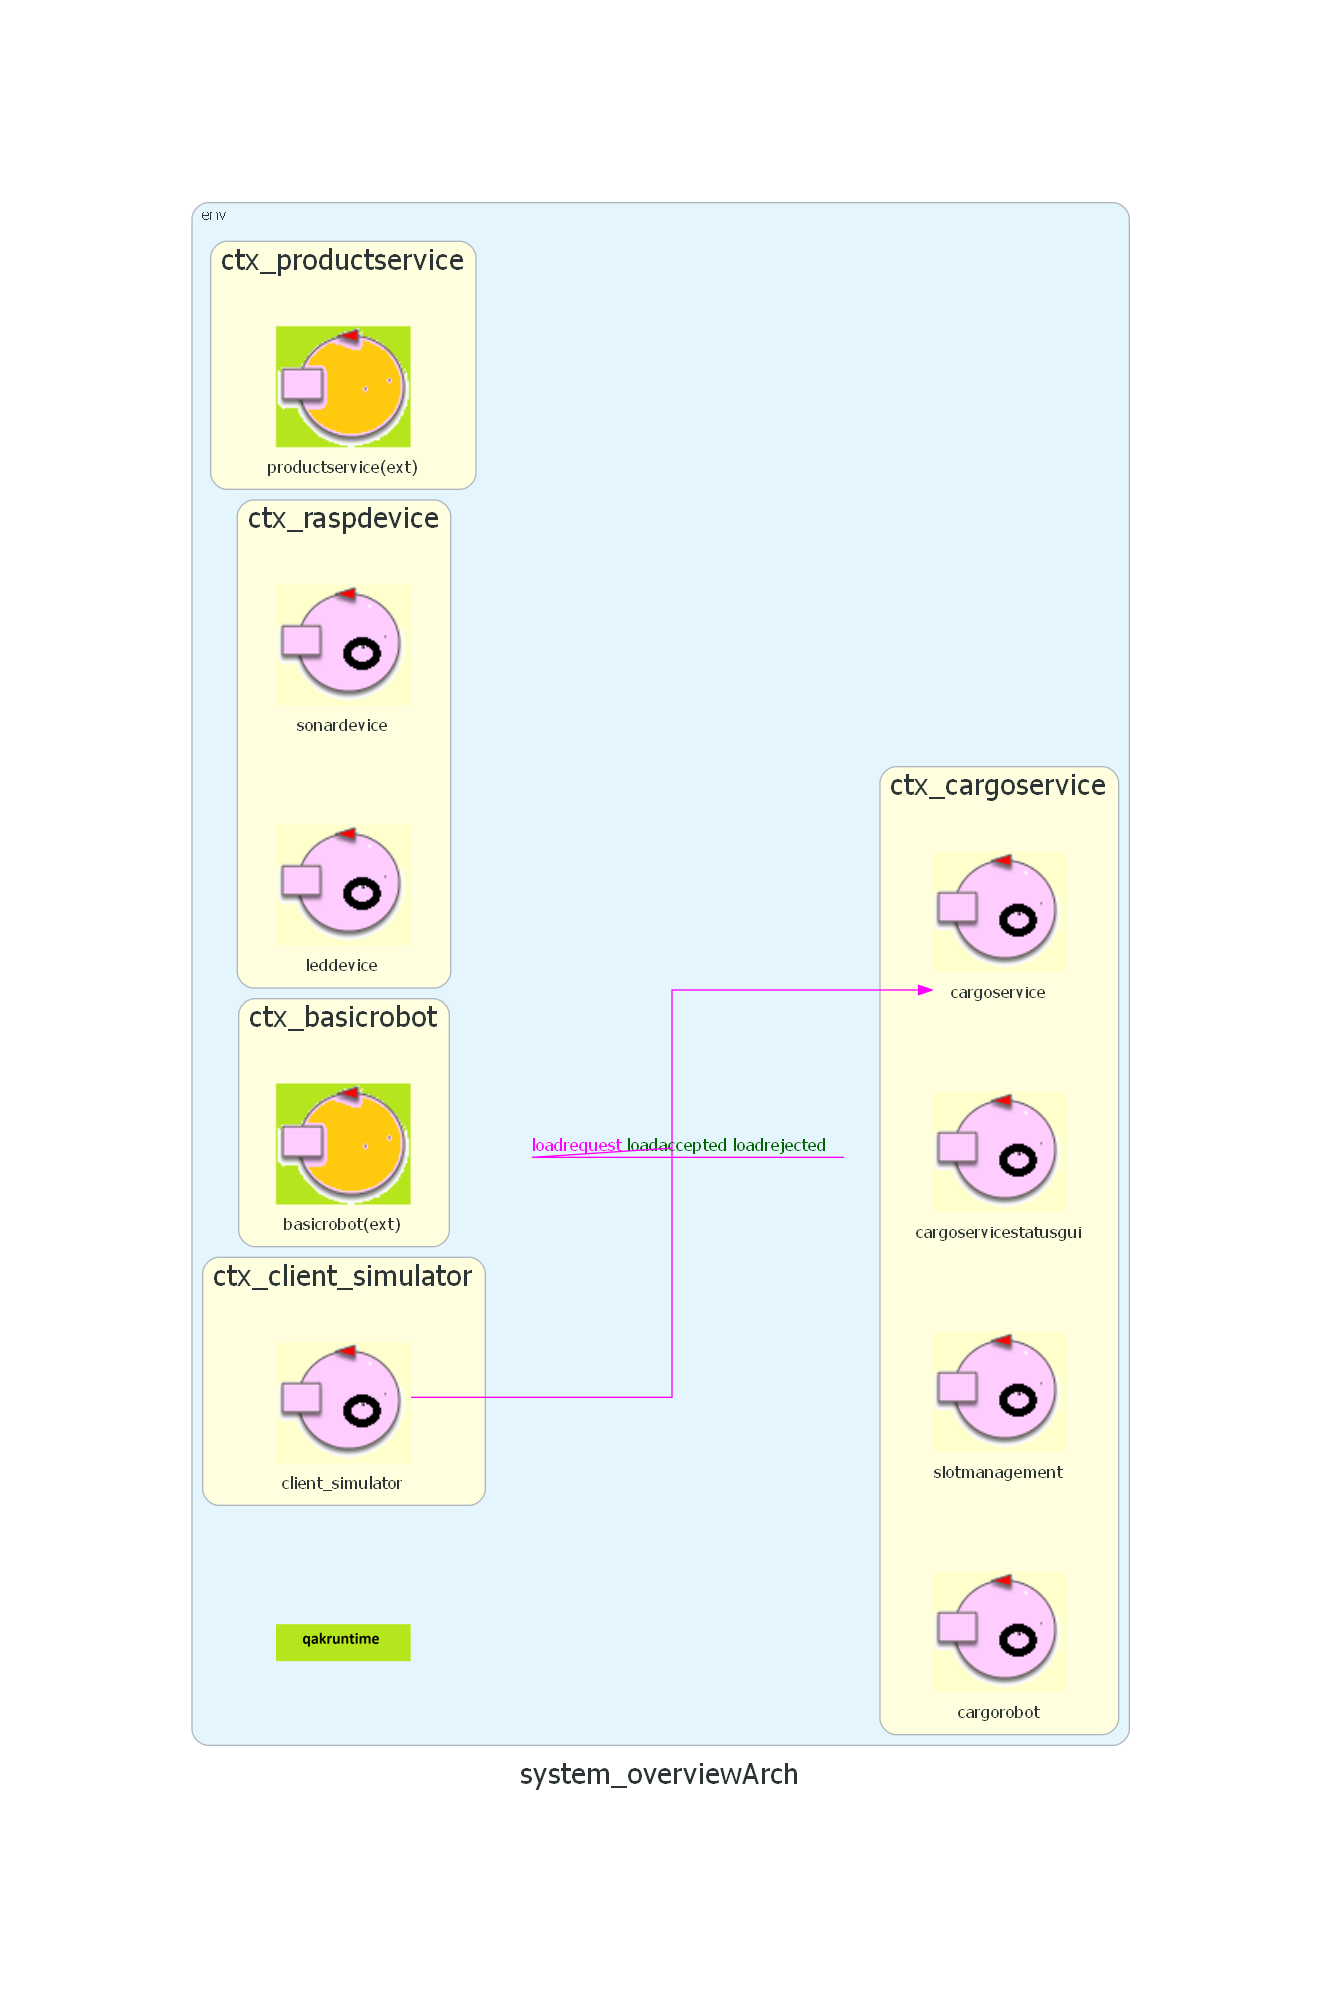 env
ctx_productservice
productservice(ext)
ctx_raspdevice
sonardevice
leddevice
ctx_basicrobot
basicrobot(ext)
ctx_client_simulator
client_simulator
qakruntime
loadrequest loadaccepted loadrejected
ctx_cargoservice
cargoservice
cargoservicestatusgui
slotmanagement
cargorobot
system_overviewArch